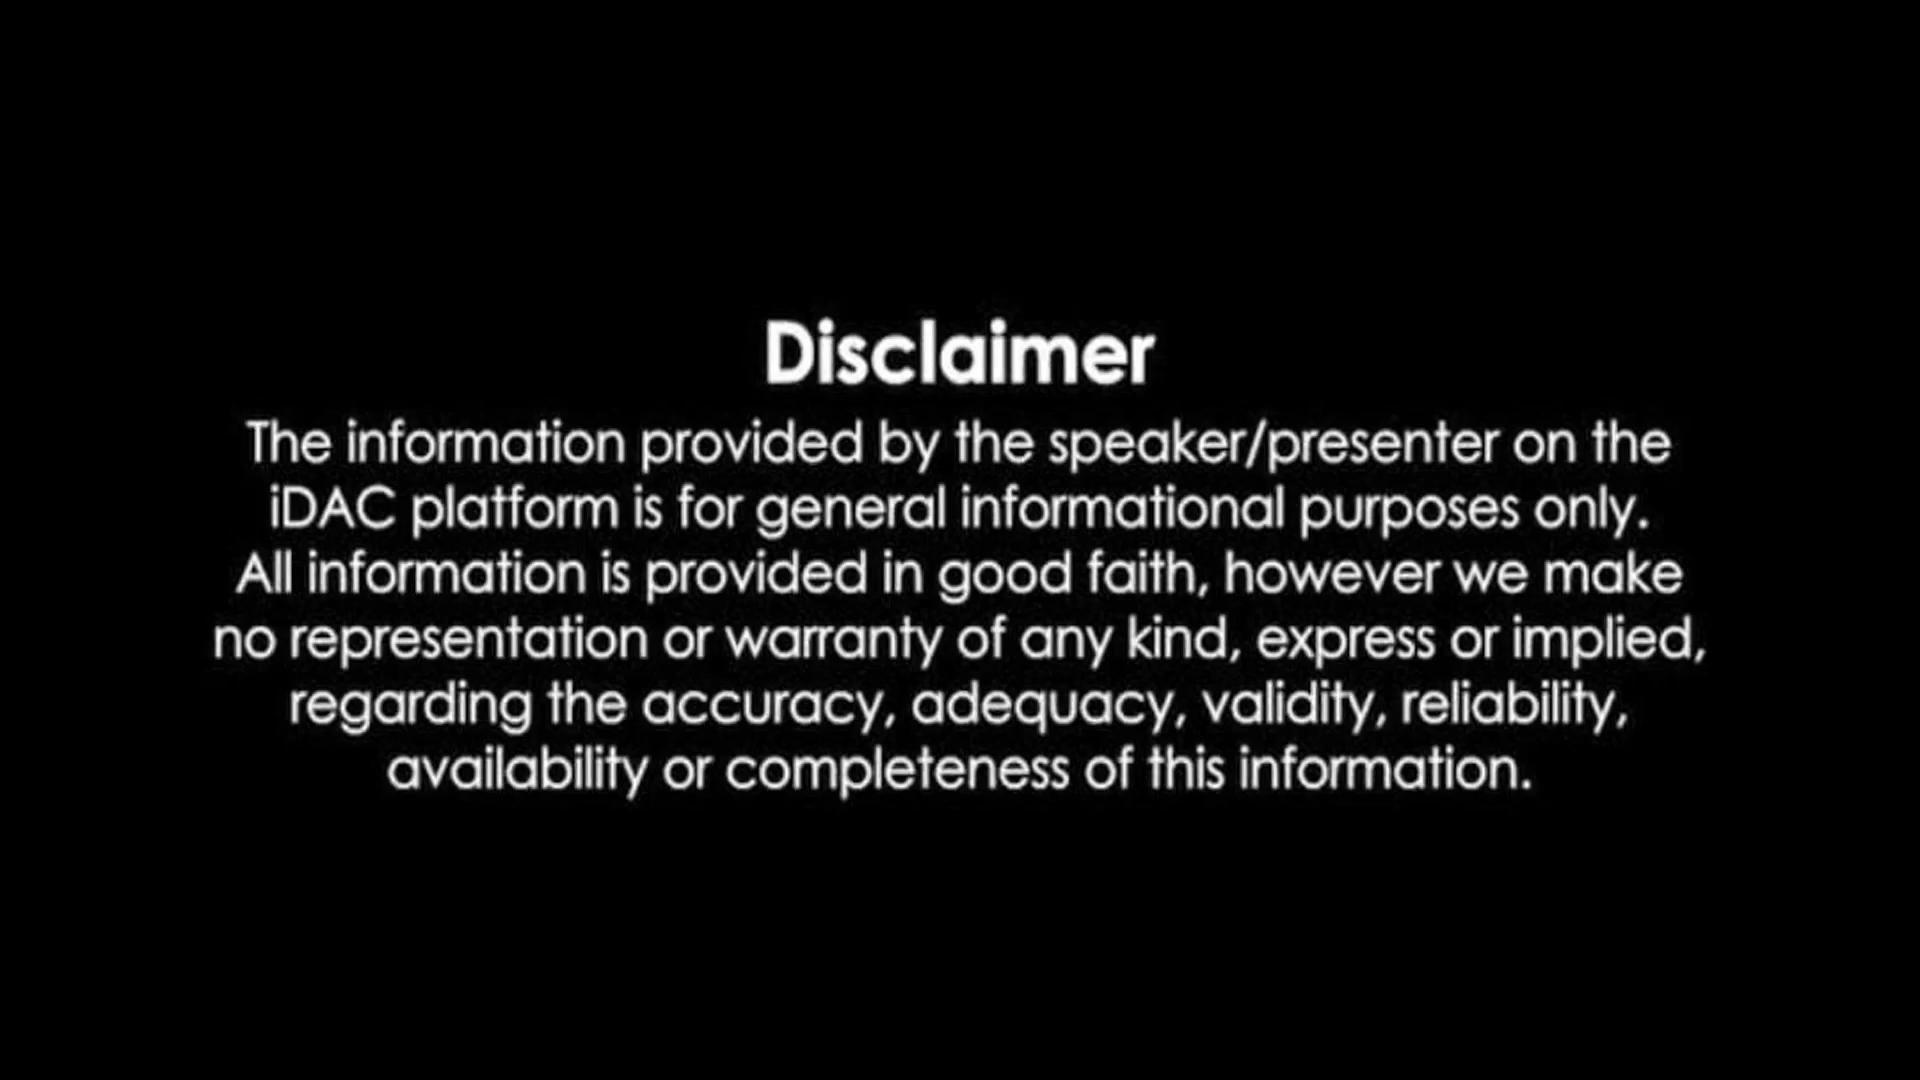 Disclaimer
The information provided by the speaker/presenter on the
iDAC platform is for general informational purposes only.
All information is provided in good faith, however we make
no representation or warranty of any kind, express or implied,
regarding the accuracy, adequacy, validity, reliability,
availability or completeness of this information.